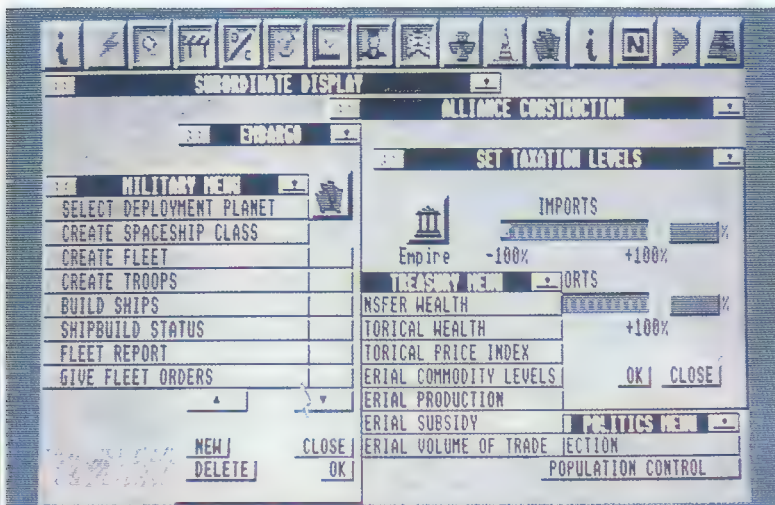 i D/C i N
SUBORDINATE DISPLAY
ALLIANCE CONSTRUCTION
EMBARGO
SET TAXATION LEVELS
MILITARY MENU
SELECT DEPLOYMENT PLANET
CREATE SPACESHIP CLASS
CREATE FLEET
CREATE TROOPS
BUILD SHIPS
SHIPBUILD STATUS
FLEET REPORT
GIVE FLEET ORDERS
NEW
CLOSE
DELETE
OK
IMPORTS
%
Empire -100% +100%
TREASURY MENU
ORTS
NSFER WEALTH
%
TORICAL WEALTH
+100%
TORICAL PRICE INDEX
ERIAL COMMODITY LEVELS
OK CLOSE
ERIAL PRODUCTION
ERIAL SUBSIDY
POLITICS MENU
ERIAL VOLUME OF TRADE
ECTION
POPULATION CONTROL